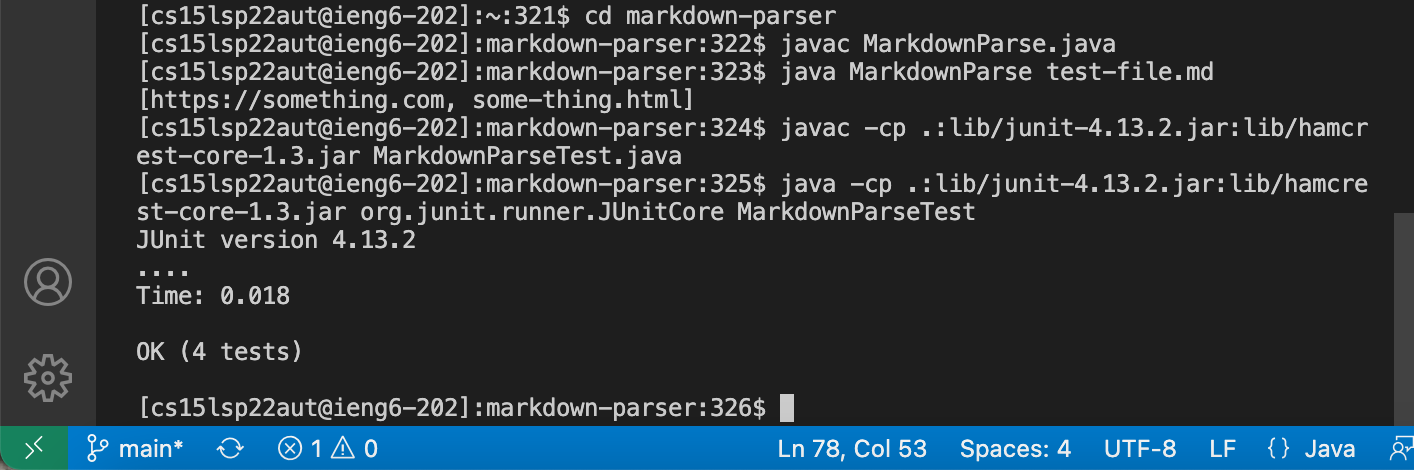 [cs15lsp22aut@ieng6-202]:~:321$ cd markdown-parser
[cs15lsp22aut@ieng6-202]:markdown-parser:322$ javac MarkdownParse.java
[cs15lsp22aut@ieng6-202]:markdown-parser:323$ java MarkdownParse test-file.md
[https://something.com, some-thing.html]
[cs15lsp22aut@ieng6-202]:markdown-parser:324$ javac -cp .:lib/junit-4.13.2.jar:lib/hamcr
est-core-1.3.jar MarkdownParseTest.java
[cs15lsp22aut@ieng6-202]:markdown-parser:325$ java -cp .:lib/junit-4.13.2.jar:lib/hamcre
st-core-1.3.jar org.junit.runner.JUnitCore MarkdownParseTest
JUnit version 4.13.2
....
Time: 0.018
OK (4 tests)
[cs15lsp22aut@ieng6-202]:markdown-parser:326$
main* 1 0 Ln 78, Col 53 Spaces: 4 UTF-8 LF {} Java